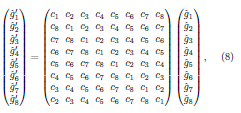 g̃′₁ = c₁ c₂ c₃ c₄ c₅ c₆ c₇ c₈ g̃₁
g̃′₂ c₈ c₁ c₂ c₃ c₄ c₅ c₆ c₇ g̃₂
g̃′₃ c₇ c₈ c₁ c₂ c₃ c₄ c₅ c₆ g̃₃
g̃′₄ c₆ c₇ c₈ c₁ c₂ c₃ c₄ c₅ g̃₄
g̃′₅ c₅ c₆ c₇ c₈ c₁ c₂ c₃ c₄ g̃₅ , (8)
g̃′₆ c₄ c₅ c₆ c₇ c₈ c₁ c₂ c₃ g̃₆
g̃′₇ c₃ c₄ c₅ c₆ c₇ c₈ c₁ c₂ g̃₇
g̃′₈ c₂ c₃ c₄ c₅ c₆ c₇ c₈ c₁ g̃₈